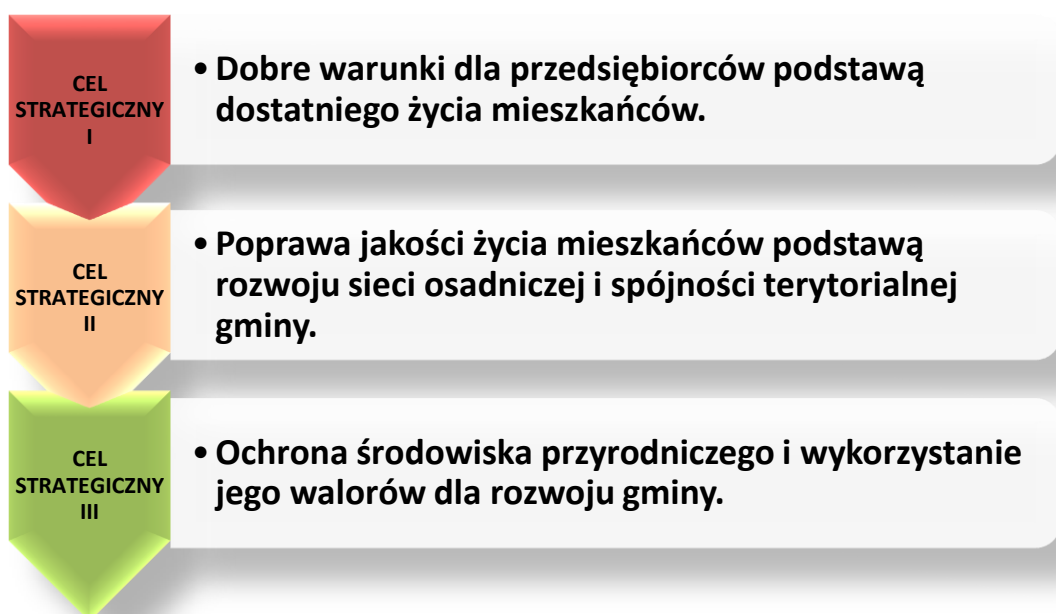 CEL
STRATEGICZNY
I
• Dobre warunki dla przedsiębiorców podstawą
dostatniego życia mieszkańców.
CEL
STRATEGICZNY
II
• Poprawa jakości życia mieszkańców podstawą
rozwoju sieci osadniczej i spójności terytorialnej
gminy.
CEL
STRATEGICZNY
III
• Ochrona środowiska przyrodniczego i wykorzystanie
jego walorów dla rozwoju gminy.